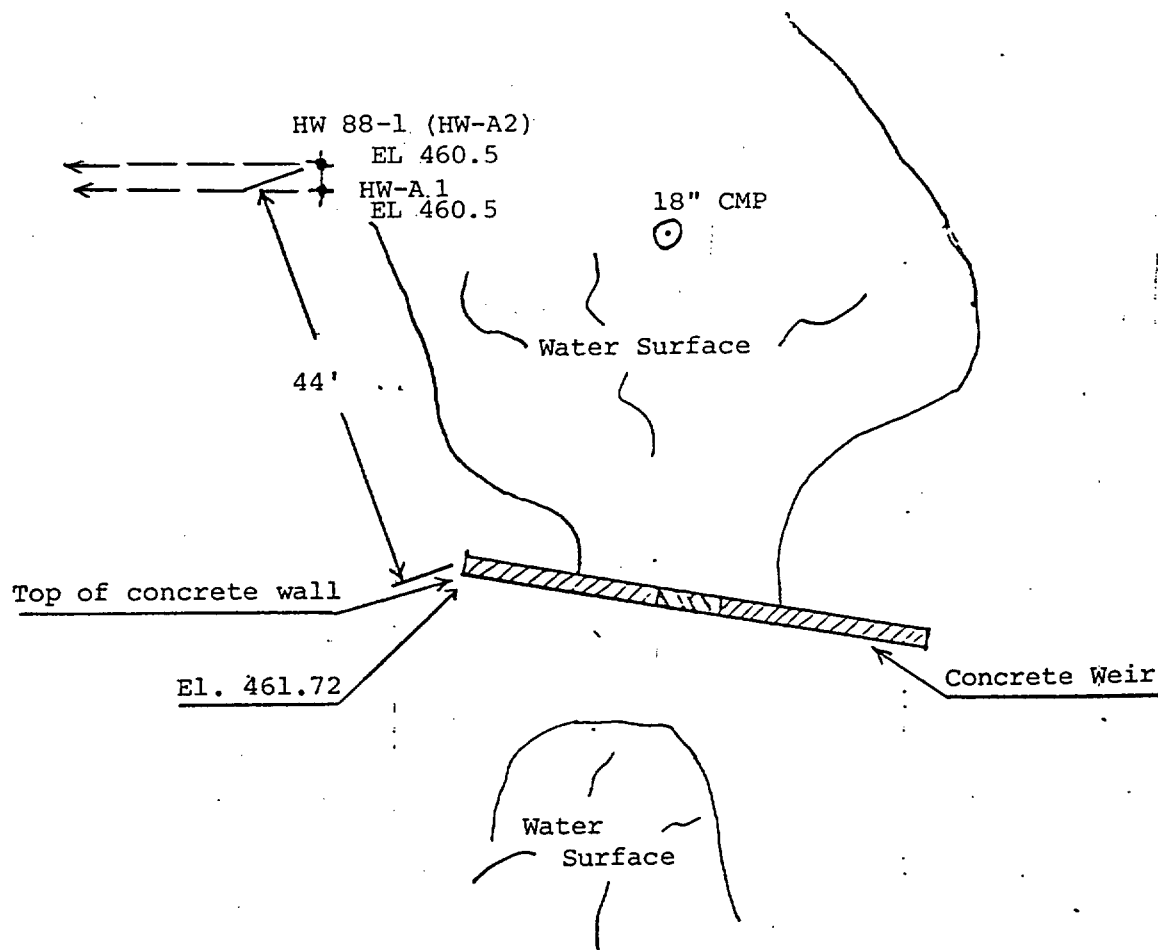 HW 88-1 (HW-A2)
EL 460.5
HW-A.1
EL 460.5
18" CMP
Water Surface
44'
Top of concrete wall
El. 461.72
Concrete Weir
Water
Surface